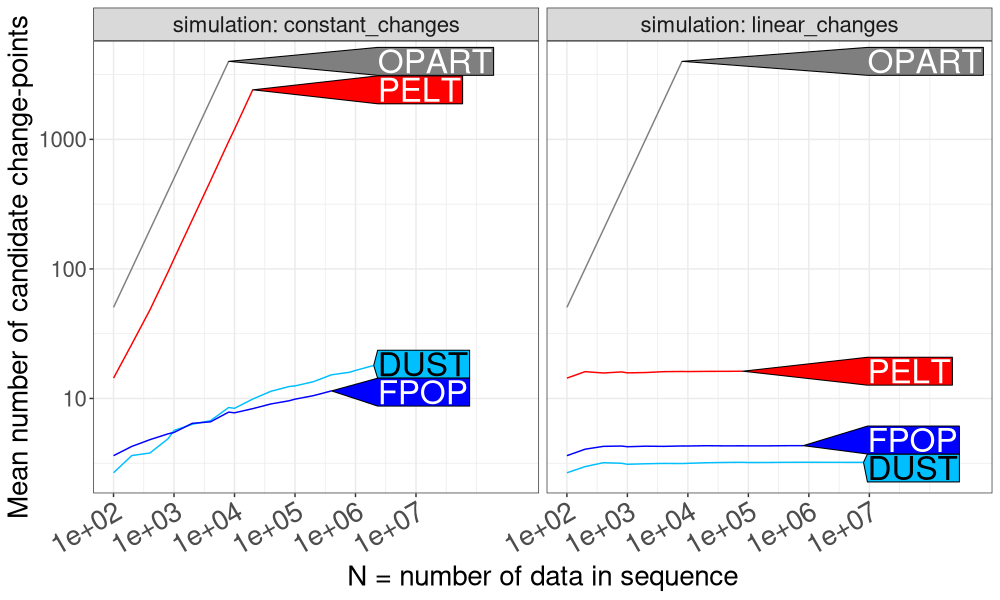 Mean number of candidate change-points
simulation: constant_changes
simulation: linear_changes
1000
100
10
OPART
PELT
DUST
FPOP
OPART
PELT
FPOP
DUST
1e+02 1e+03 1e+04 1e+05 1e+06 1e+07
1e+02 1e+03 1e+04 1e+05 1e+06 1e+07
N = number of data in sequence